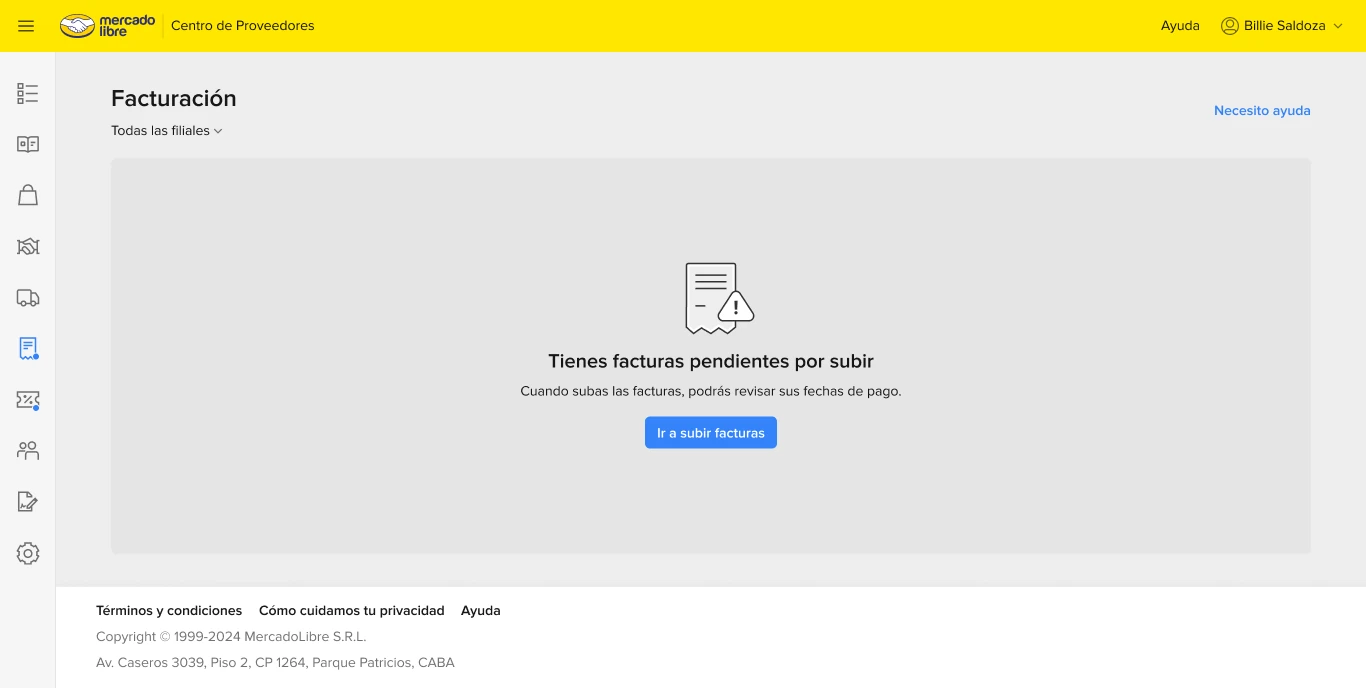 mercado
libre
Centro de Proveedores
Ayuda
Billie Saldoza
Facturación
Todas las filiales
Necesito ayuda
Tienes facturas pendientes por subir
Cuando subas las facturas, podrás revisar sus fechas de pago.
Ir a subir facturas
Términos y condiciones Cómo cuidamos tu privacidad Ayuda
Copyright © 1999-2024 MercadoLibre S.R.L.
Av. Caseros 3039, Piso 2, CP 1264, Parque Patricios, CABA